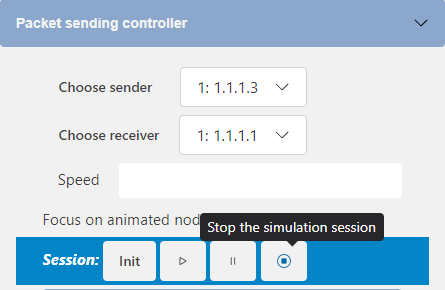 Packet sending controller
Choose sender
1: 1.1.1.3
Choose receiver
1: 1.1.1.1
Speed
Focus on animated nod
Stop the simulation session
Session:
Init